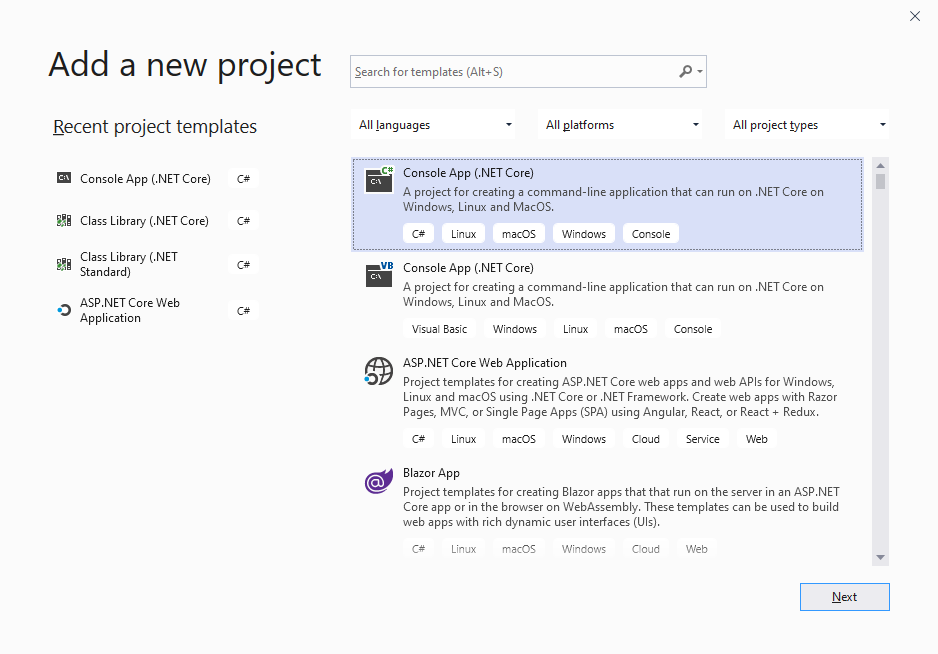 Add a new project
Search for templates (Alt+S)
Recent project templates
All languages
All platforms
All project types
C:\
Console App (.NET Core)
C#
Class Library (.NET Core)
C#
Class Library (.NET
Standard)
C#
ASP.NET Core Web
Application
C#
C#
C:\
Console App (.NET Core)
A project for creating a command-line application that can run on .NET Core on
Windows, Linux and MacOS.
C# Linux macOS Windows Console
VB
C:\
Console App (.NET Core)
A project for creating a command-line application that can run on .NET Core on
Windows, Linux and MacOS.
Visual Basic Windows Linux macOS Console
ASP.NET Core Web Application
Project templates for creating ASP.NET Core web apps and web APIs for Windows,
Linux and macOS using .NET Core or .NET Framework. Create web apps with Razor
Pages, MVC, or Single Page Apps (SPA) using Angular, React, or React + Redux.
C# Linux macOS Windows Cloud Service Web
@
Blazor App
Project templates for creating Blazor apps that that run on the server in an ASP.NET
Core app or in the browser on WebAssembly. These templates can be used to build
web apps with rich dynamic user interfaces (UIs).
C# Linux macOS Windows Cloud Web
Next